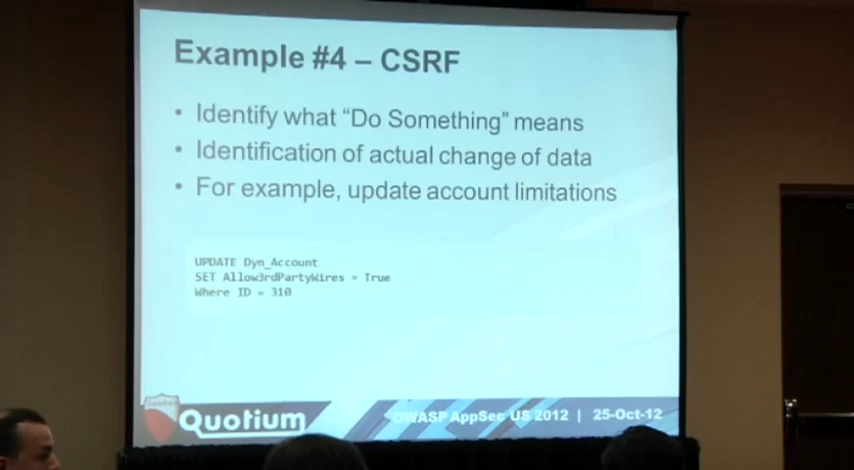 Example #4 – CSRF
• Identify what “Do Something” means
• Identification of actual change of data
• For example, update account limitations
UPDATE Dyn_Account
SET Allow3rdPartyWires = True
Where ID = 310
Quotium
OWASP AppSec US 2012 | 25-Oct-12